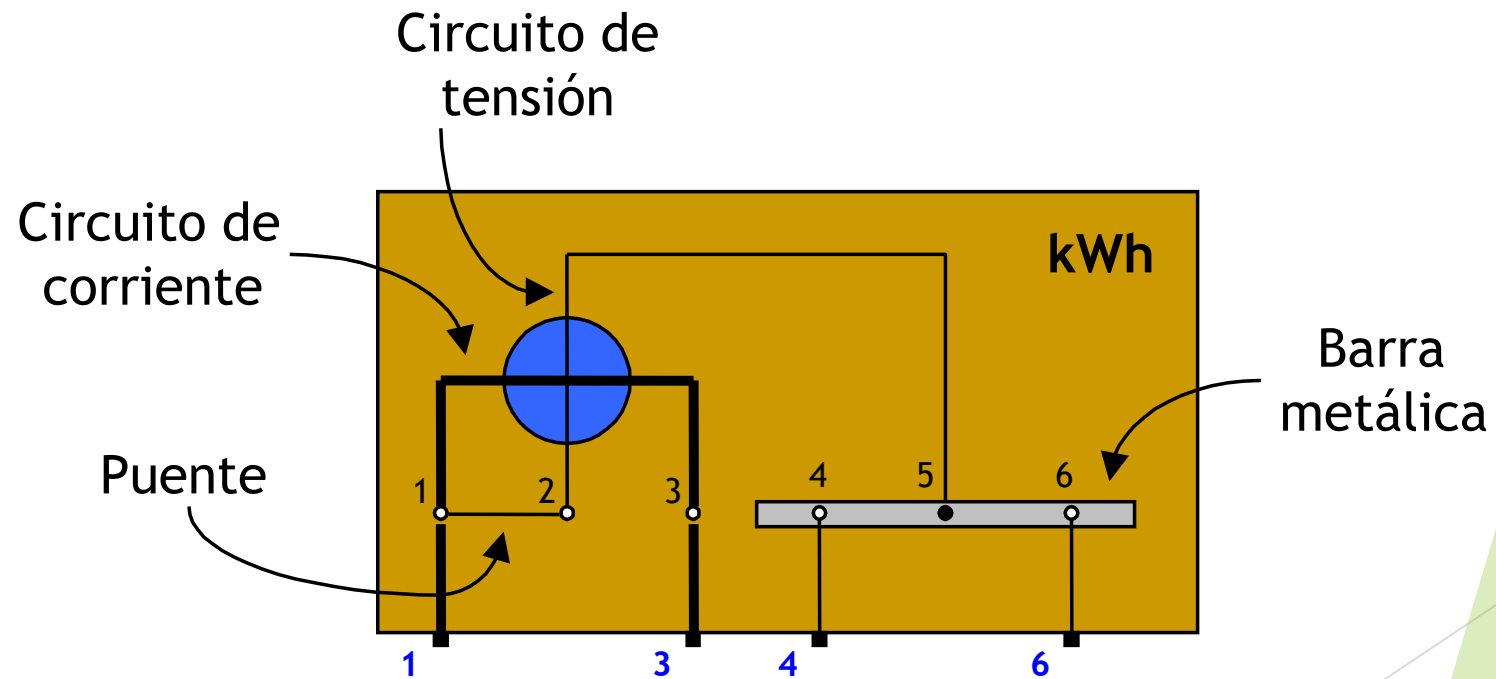 Circuito de
tensión
Circuito de
corriente
kWh
Barra
metálica
Puente
1
2
3
4
5
6
1
3
4
6